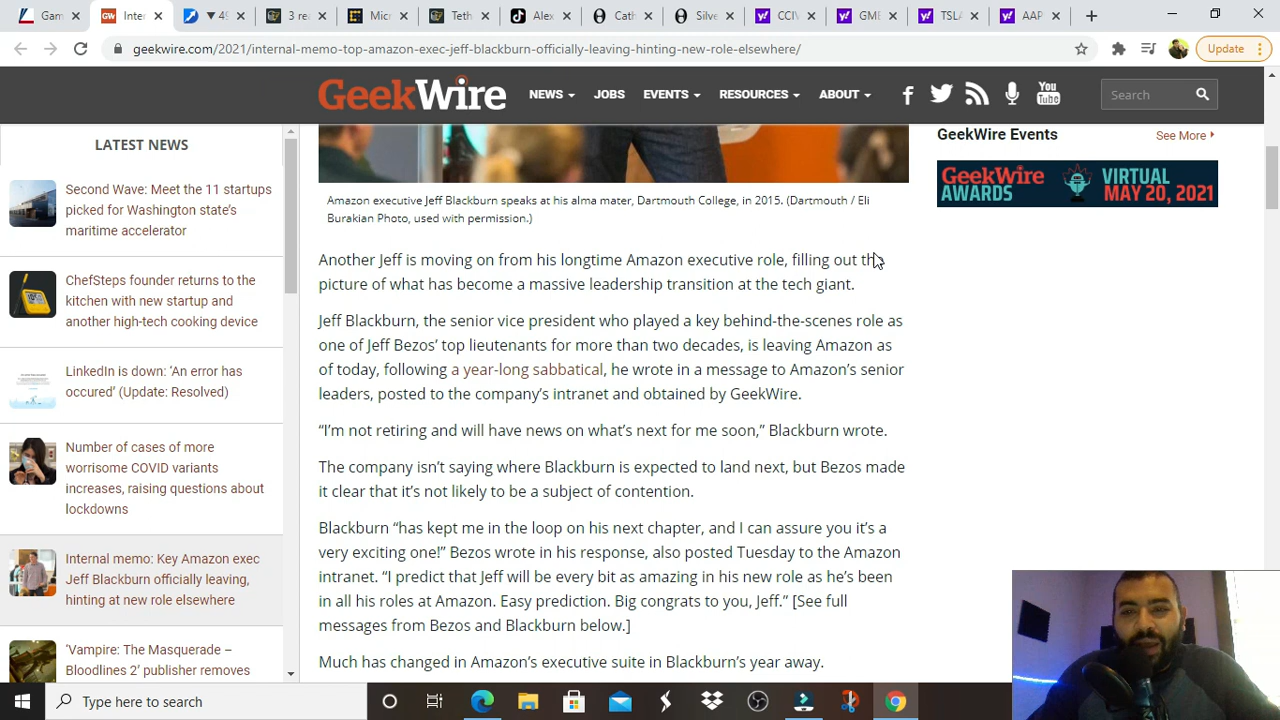 Gam
Inter
49
3 re
Micr
Teth
Alex
Cath
Silve
CCIV
GME
TSLA
AAP
geekwire.com/2021/internal-memo-top-amazon-exec-jeff-blackburn-officially-leaving-hinting-new-role-elsewhere/
Update
GeekWire
NEWS
JOBS
EVENTS
RESOURCES
ABOUT
You
Tube
Search
LATEST NEWS
Second Wave: Meet the 11 startups
picked for Washington state's
maritime accelerator
ChefSteps founder returns to the
kitchen with new startup and
another high-tech cooking device
LinkedIn is down: 'An error has
occured' (Update: Resolved)
Number of cases of more
worrisome COVID variants
increases, raising questions about
lockdowns
Internal memo: Key Amazon exec
Jeff Blackburn officially leaving,
hinting at new role elsewhere
'Vampire: The Masquerade –
Bloodlines 2' publisher removes
Amazon executive Jeff Blackburn speaks at his alma mater, Dartmouth College, in 2015. (Dartmouth / Eli
Burakian Photo, used with permission.)
Another Jeff is moving on from his longtime Amazon executive role, filling out the
picture of what has become a massive leadership transition at the tech giant.
Jeff Blackburn, the senior vice president who played a key behind-the-scenes role as
one of Jeff Bezos' top lieutenants for more than two decades, is leaving Amazon as
of today, following a year-long sabbatical, he wrote in a message to Amazon's senior
leaders, posted to the company's intranet and obtained by GeekWire.
“I'm not retiring and will have news on what's next for me soon,” Blackburn wrote.
The company isn't saying where Blackburn is expected to land next, but Bezos made
it clear that it's not likely to be a subject of contention.
Blackburn “has kept me in the loop on his next chapter, and I can assure you it's a
very exciting one!” Bezos wrote in his response, also posted Tuesday to the Amazon
intranet. “I predict that Jeff will be every bit as amazing in his new role as he's been
in all his roles at Amazon. Easy prediction. Big congrats to you, Jeff.” [See full
messages from Bezos and Blackburn below.]
Much has changed in Amazon's executive suite in Blackburn's year away.
GeekWire Events
See More
GeekWire
AWARDS
VIRTUAL
MAY 20, 2021
Type here to search